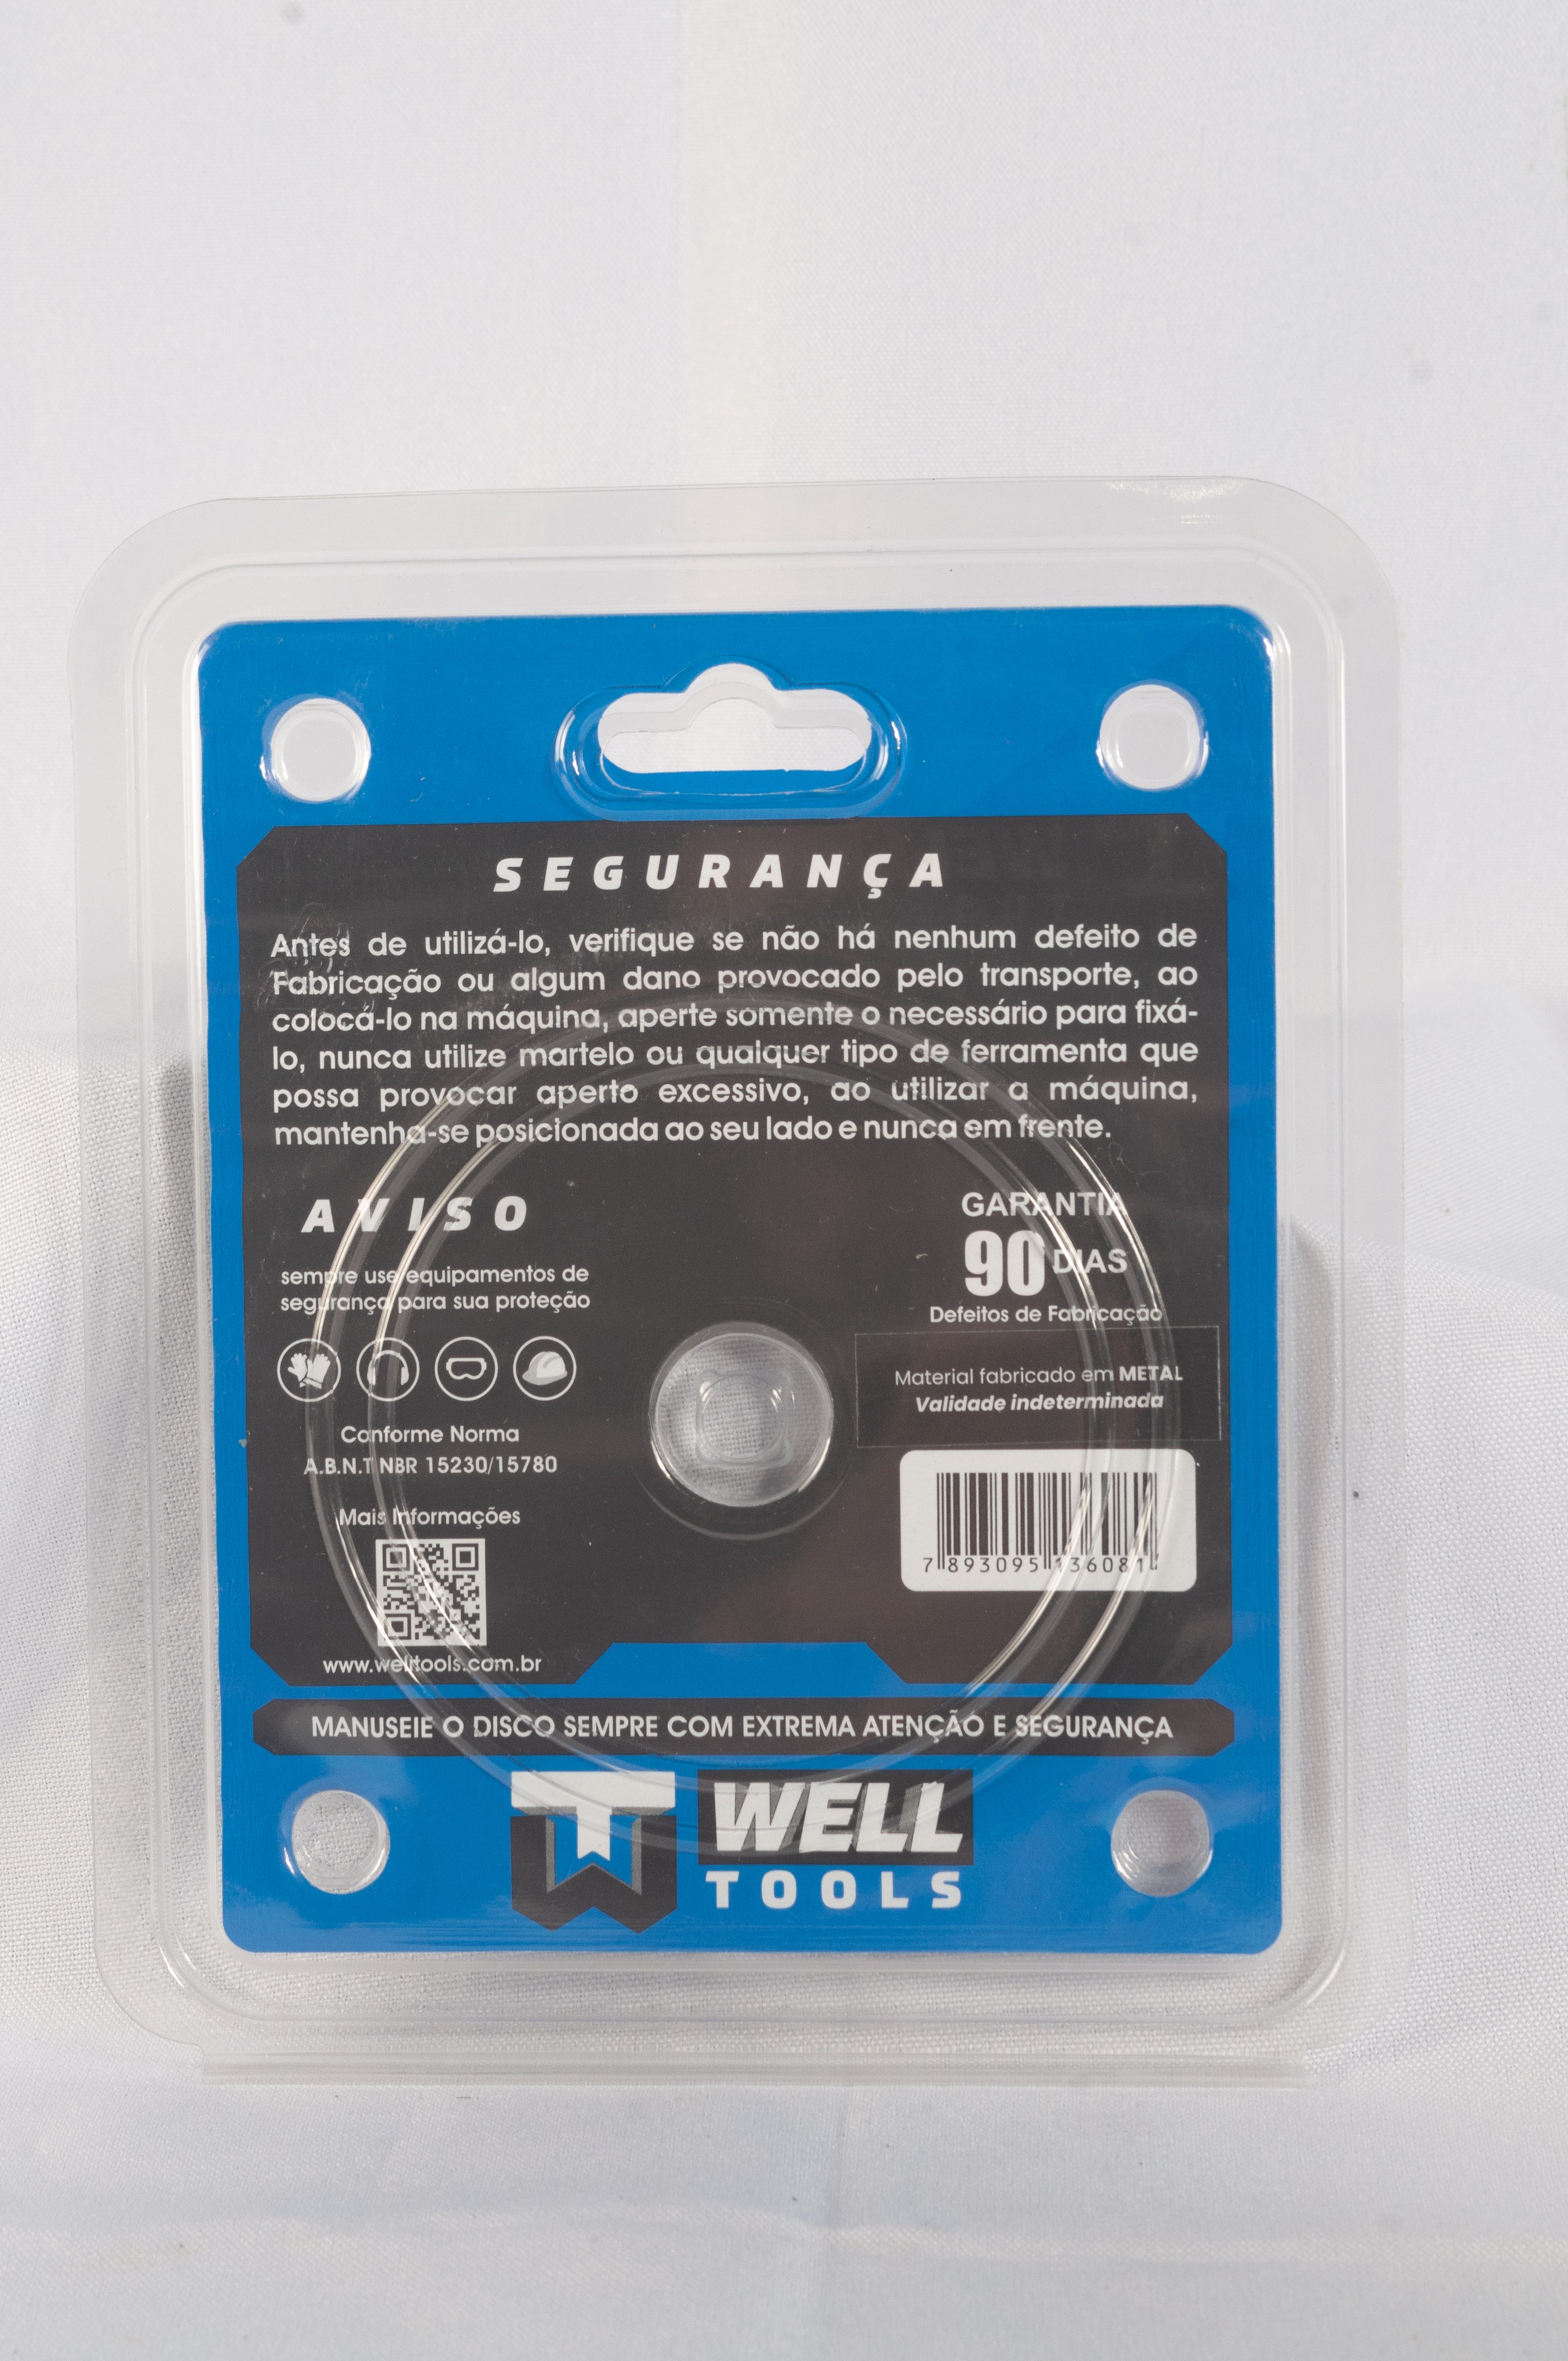 SEGURANÇA
Antes de utilizá-lo, verifique se não há nenhum defeito de
Fabricação ou algum dano provocado pelo transporte, ao
colocá-lo na máquina, aperte somente o necessário para fixá-
lo, nunca utilize martelo ou qualquer tipo de ferramenta que
possa provocar aperto excessivo, ao utilizar a máquina,
mantenha-se posicionada ao seu lado e nunca em frente.
AVISO
sempre use equipamentos de
segurança para sua proteção
Conforme Norma
A.B.N.T NBR 15230/15780
Mais Informações
www.welltools.com.br
GARANTIA
90 DIAS
Defeitos de Fabricação
Material fabricado em METAL
Validade indeterminada
7 893095 136081
MANUSEIE O DISCO SEMPRE COM EXTREMA ATENÇÃO E SEGURANÇA
WELL
TOOLS